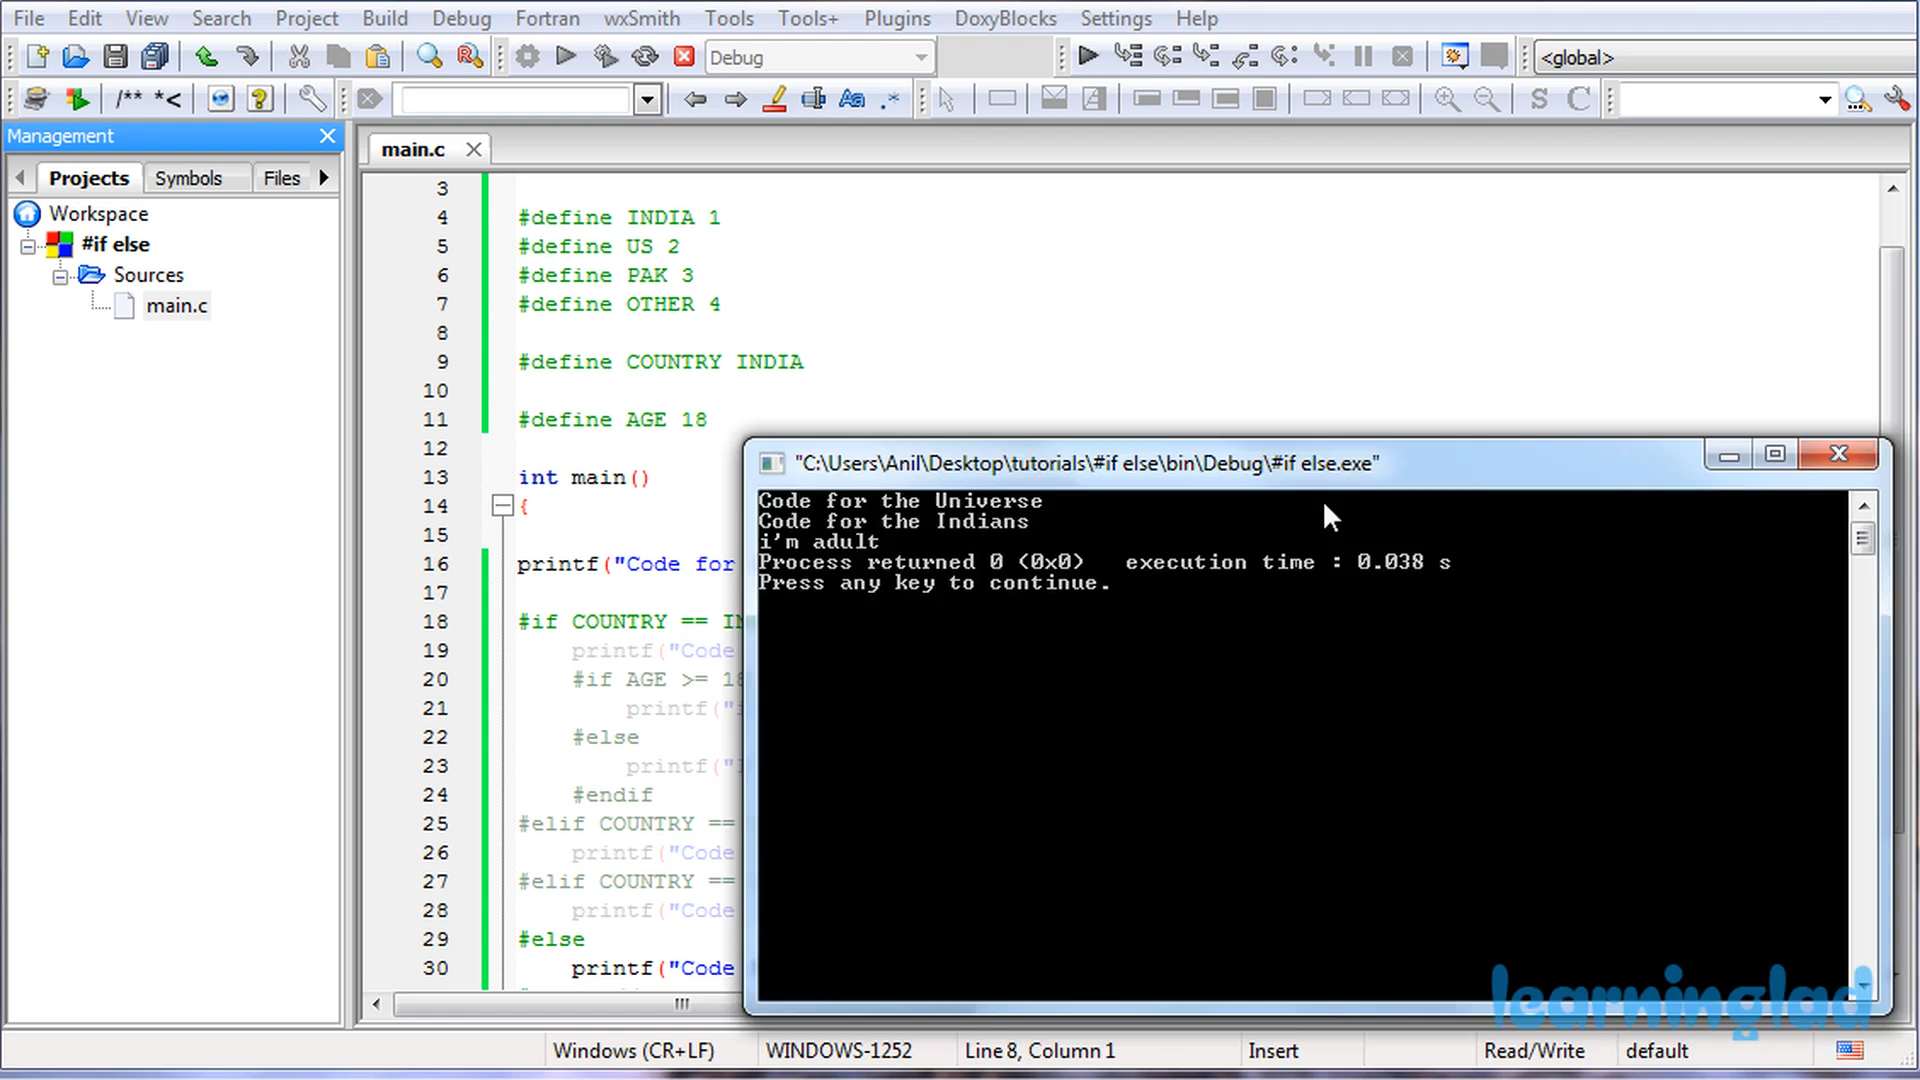 File Edit View Search Project Build Debug Fortran wxSmith Tools Tools+ Plugins DoxyBlocks Settings Help
Debug
<global>
/** *<
Aa .* S C
Management
main.c
Projects Symbols Files
Workspace
#if else
Sources
main.c
3
4 #define INDIA 1
5 #define US 2
6 #define PAK 3
7 #define OTHER 4
8
9 #define COUNTRY INDIA
10
11 #define AGE 18
12
13 int main()
14 {
15
16 printf("Code for
17
18 #if COUNTRY == IN
19 printf("Code
20 #if AGE >= 18
21 printf("i
22 #else
23 printf("
24 #endif
25 #elif COUNTRY ==
26 printf("Code
27 #elif COUNTRY ==
28 printf("Code
29 #else
30 printf("Code
"C:\Users\Anil\Desktop\tutorials\#if else\bin\Debug\#if else.exe"
Code for the Universe
Code for the Indians
i'm adult
Process returned 0 (0x0)   execution time : 0.038 s
Press any key to continue.
learninglad
Windows (CR+LF) WINDOWS-1252 Line 8, Column 1 Insert Read/Write default